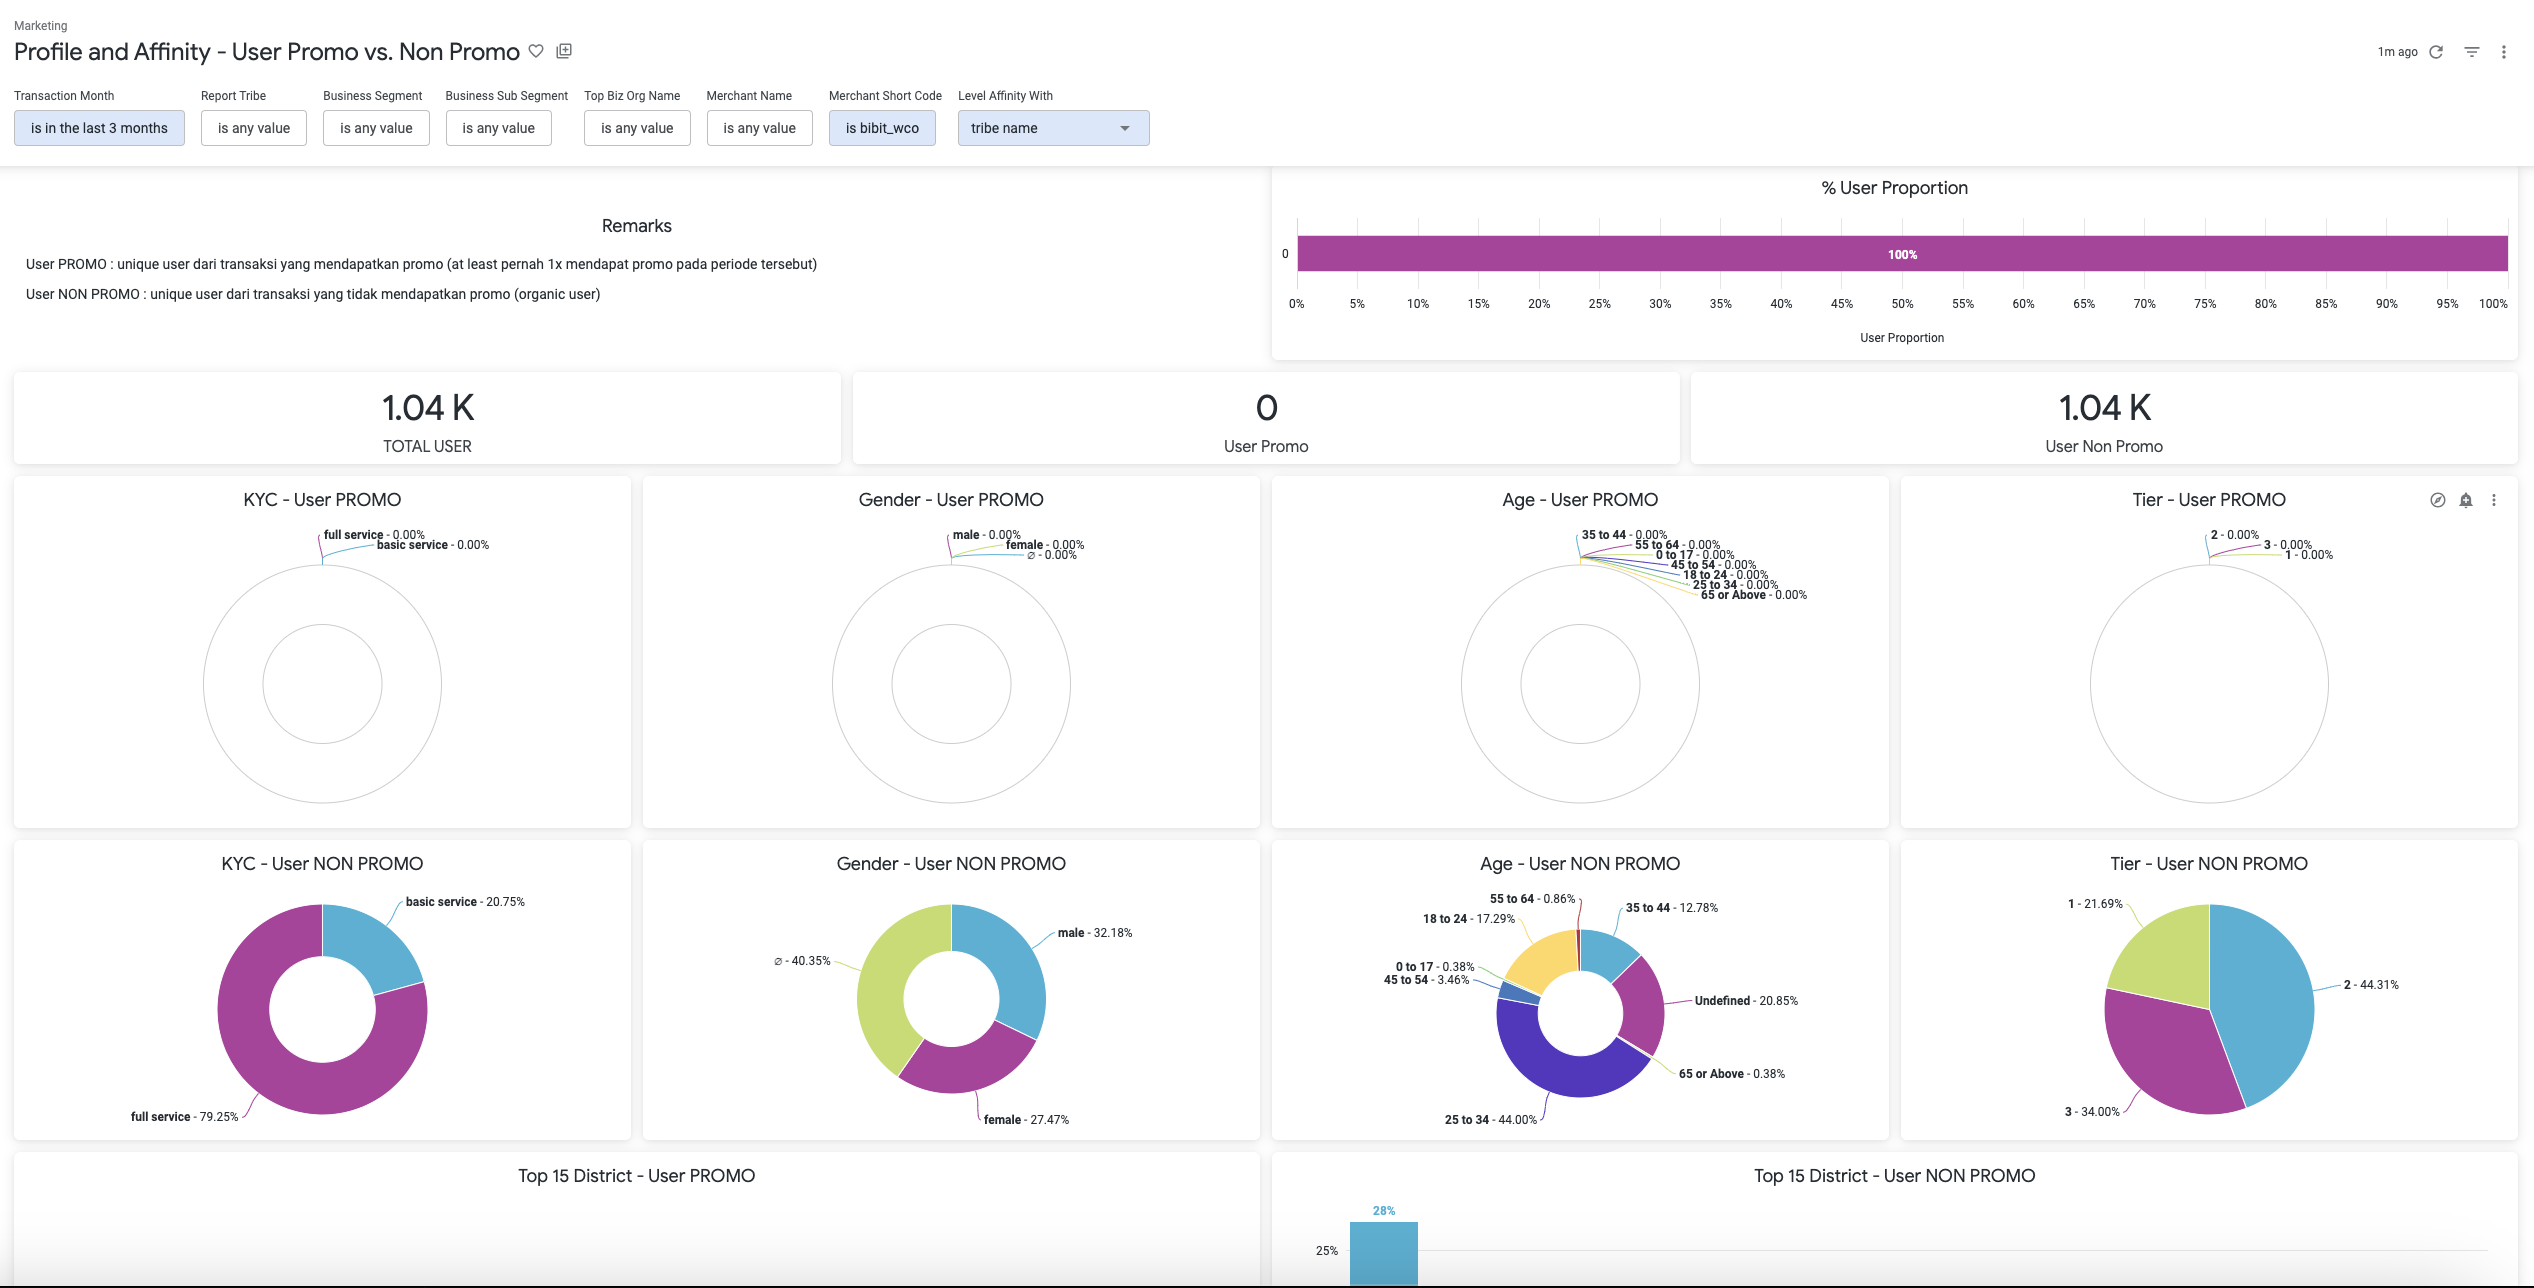 Marketing
Profile and Affinity - User Promo vs. Non Promo
1m ago
Transaction Month
Report Tribe
Business Segment
Business Sub Segment
Top Biz Org Name
Merchant Name
Merchant Short Code
Level Affinity With
is in the last 3 months
is any value
is any value
is any value
is any value
is any value
is bibit_wco
tribe name
Remarks
User PROMO : unique user dari transaksi yang mendapatkan promo (at least pernah 1x mendapat promo pada periode tersebut)
User NON PROMO : unique user dari transaksi yang tidak mendapatkan promo (organic user)
% User Proportion
0
100%
0% 5% 10% 15% 20% 25% 30% 35% 40% 45% 50% 55% 60% 65% 70% 75% 80% 85% 90% 95% 100%
User Proportion
1.04 K
TOTAL USER
0
User Promo
1.04 K
User Non Promo
KYC - User PROMO
full service - 0.00%
basic service - 0.00%
Gender - User PROMO
male - 0.00%
female - 0.00%
∅ - 0.00%
Age - User PROMO
35 to 44 - 0.00%
55 to 64 - 0.00%
0 to 17 - 0.00%
45 to 54 - 0.00%
18 to 24 - 0.00%
25 to 34 - 0.00%
65 or Above - 0.00%
Tier - User PROMO
2 - 0.00%
3 - 0.00%
1 - 0.00%
KYC - User NON PROMO
basic service - 20.75%
full service - 79.25%
Gender - User NON PROMO
male - 32.18%
∅ - 40.35%
female - 27.47%
Age - User NON PROMO
55 to 64 - 0.86%
35 to 44 - 12.78%
18 to 24 - 17.29%
0 to 17 - 0.38%
45 to 54 - 3.46%
Undefined - 20.85%
65 or Above - 0.38%
25 to 34 - 44.00%
Tier - User NON PROMO
1 - 21.69%
2 - 44.31%
3 - 34.00%
Top 15 District - User PROMO
Top 15 District - User NON PROMO
28%
25%